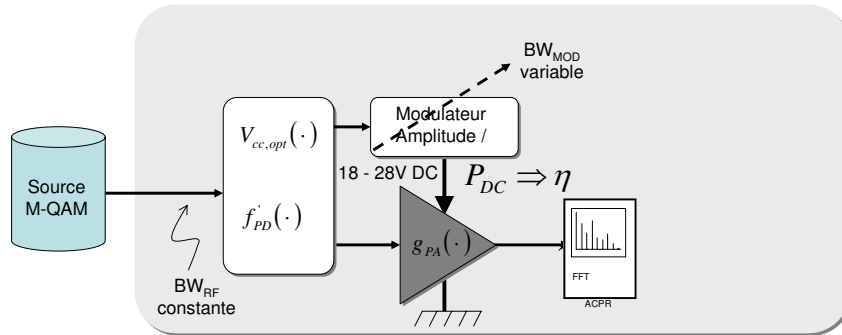 BW_MOD
variable
Modulateur
Amplitude /
V_cc,opt(·)
18 - 28V DC
P_DC ⇒ η
Source
M-QAM
f'_PD(·)
g_PA(·)
BW_RF
constante
FFT
ACPR